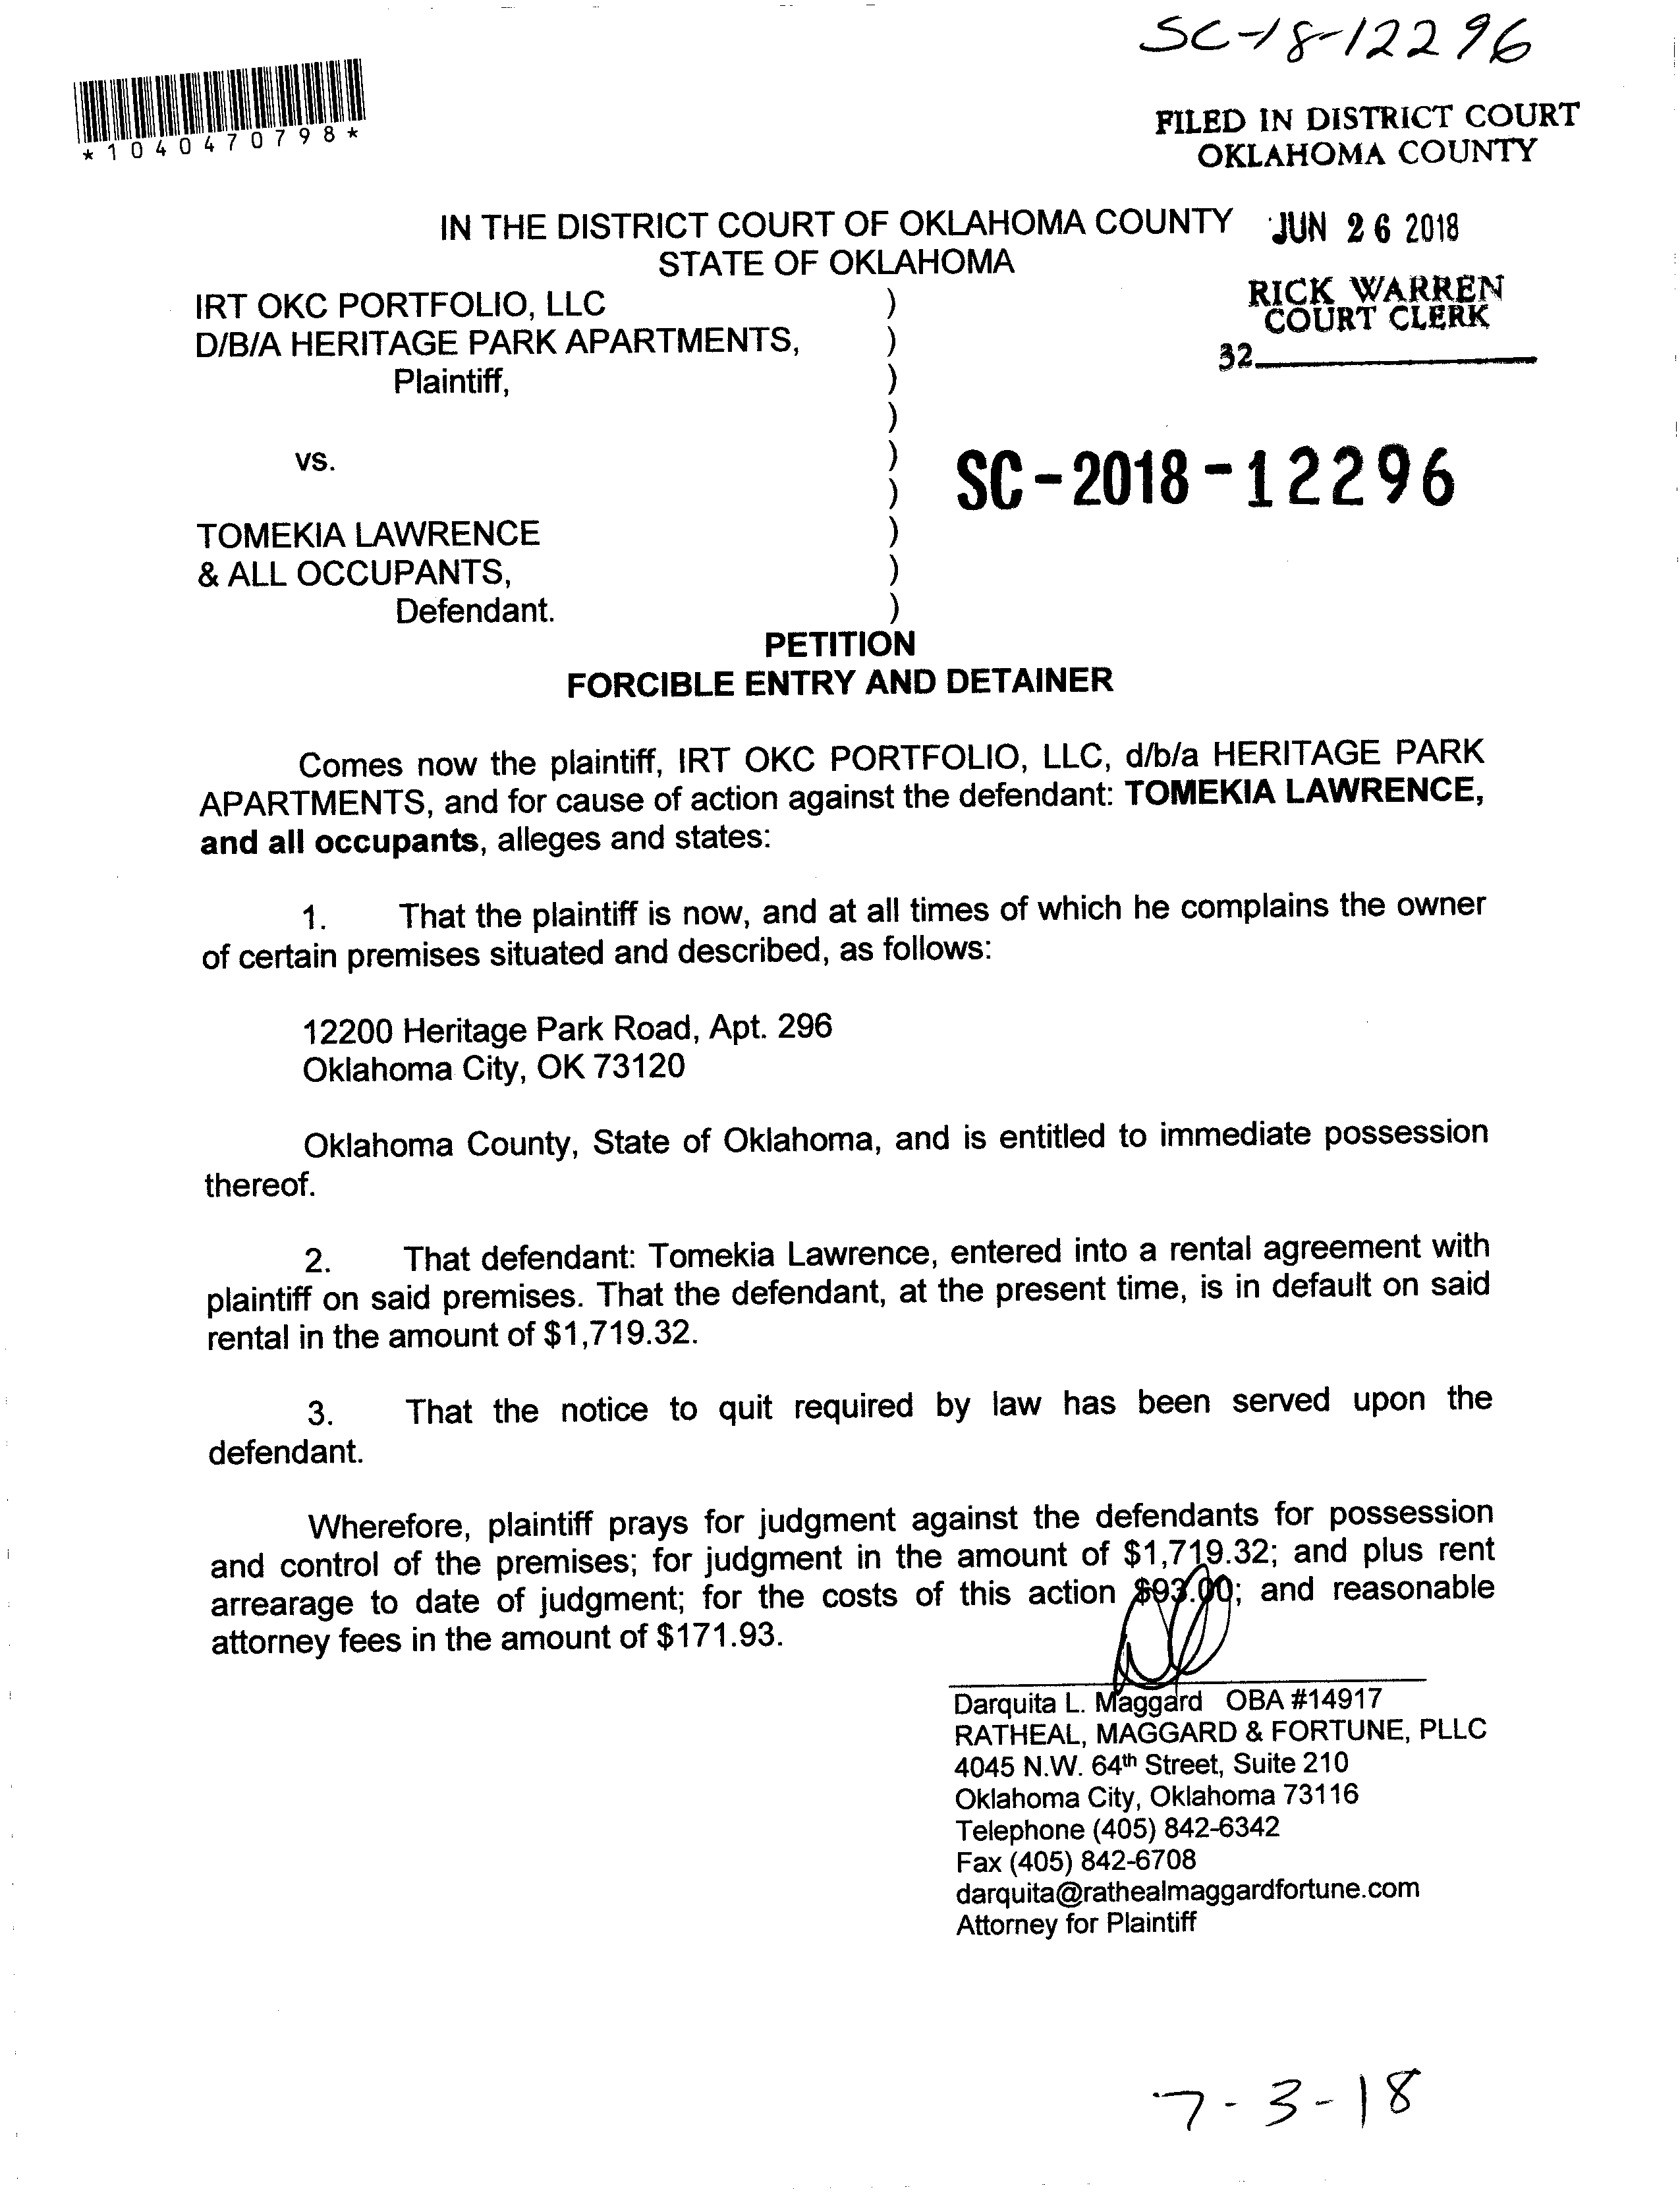 SC-18-12296
*1040470798*
FILED IN DISTRICT COURT
OKLAHOMA COUNTY
IN THE DISTRICT COURT OF OKLAHOMA COUNTY JUN 26 2018
STATE OF OKLAHOMA
IRT OKC PORTFOLIO, LLC )
RICK WARREN
COURT CLERK
D/B/A HERITAGE PARK APARTMENTS, )
32
Plaintiff, )
)
vs. )
SC-2018-12296
)
TOMEKIA LAWRENCE )
& ALL OCCUPANTS, )
Defendant. )
PETITION
FORCIBLE ENTRY AND DETAINER
Comes now the plaintiff, IRT OKC PORTFOLIO, LLC, d/b/a HERITAGE PARK
APARTMENTS, and for cause of action against the defendant: TOMEKIA LAWRENCE,
and all occupants, alleges and states:
1. That the plaintiff is now, and at all times of which he complains the owner
of certain premises situated and described, as follows:
12200 Heritage Park Road, Apt. 296
Oklahoma City, OK 73120
Oklahoma County, State of Oklahoma, and is entitled to immediate possession
thereof.
2. That defendant: Tomekia Lawrence, entered into a rental agreement with
plaintiff on said premises. That the defendant, at the present time, is in default on said
rental in the amount of $1,719.32.
3. That the notice to quit required by law has been served upon the
defendant.
Wherefore, plaintiff prays for judgment against the defendants for possession
and control of the premises; for judgment in the amount of $1,719.32; and plus rent
arrearage to date of judgment; for the costs of this action $93.00; and reasonable
attorney fees in the amount of $171.93.
Darquita L. Maggard OBA #14917
RATHEAL, MAGGARD & FORTUNE, PLLC
4045 N.W. 64th Street, Suite 210
Oklahoma City, Oklahoma 73116
Telephone (405) 842-6342
Fax (405) 842-6708
darquita@rathealmaggardfortune.com
Attorney for Plaintiff
7-3-18